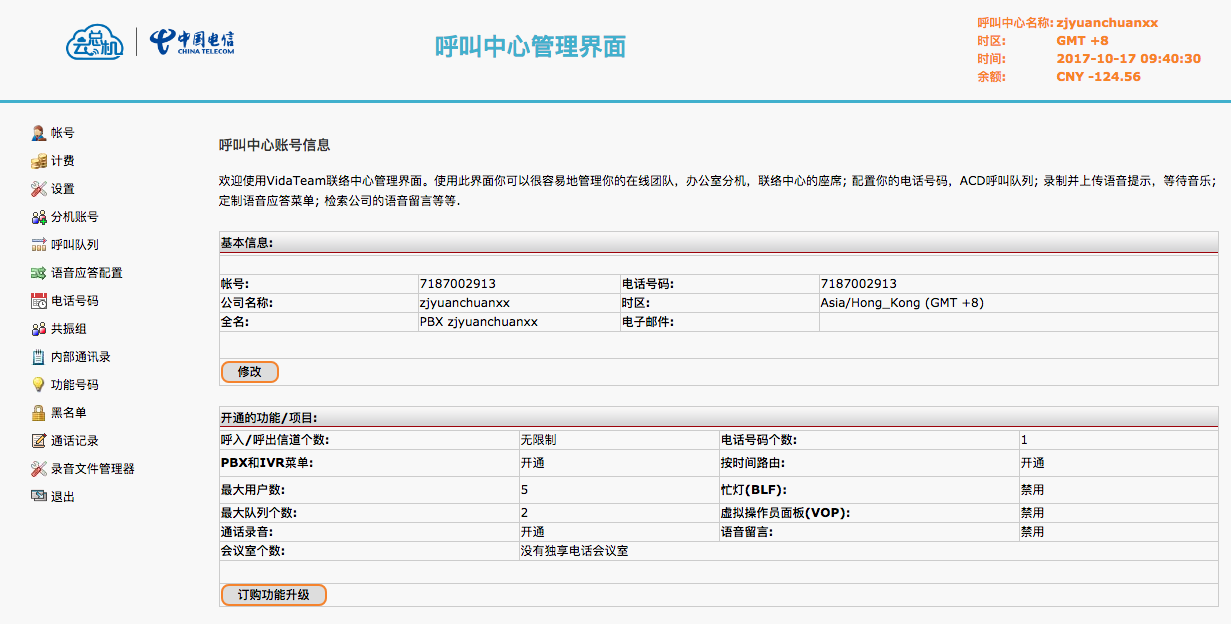 云总机
中国电信
CHINA TELECOM
呼叫中心管理界面
呼叫中心名称: zjyuanchuanxx
时区: GMT +8
时间: 2017-10-17 09:40:30
余额: CNY -124.56
帐号
计费
设置
分机账号
呼叫队列
语音应答配置
电话号码
共振组
内部通讯录
功能号码
黑名单
通话记录
录音文件管理器
退出
呼叫中心账号信息
欢迎使用VidaTeam联络中心管理界面。使用此界面你可以很容易地管理你的在线团队，办公室分机，联络中心的座席；配置你的电话号码，ACD呼叫队列；录制并上传语音提示，等待音乐；
定制语音应答菜单；检索公司的语音留言等等.
基本信息:
帐号: 7187002913 电话号码: 7187002913
公司名称: zjyuanchuanxx 时区: Asia/Hong_Kong (GMT +8)
全名: PBX zjyuanchuanxx 电子邮件:
修改
开通的功能/项目:
呼入/呼出信道个数: 无限制 电话号码个数: 1
PBX和IVR菜单: 开通 按时间路由: 开通
最大用户数: 5 忙灯(BLF): 禁用
最大队列个数: 2 虚拟操作员面板(VOP): 禁用
通话录音: 开通 语音留言: 禁用
会议室个数: 没有独享电话会议室
订购功能升级